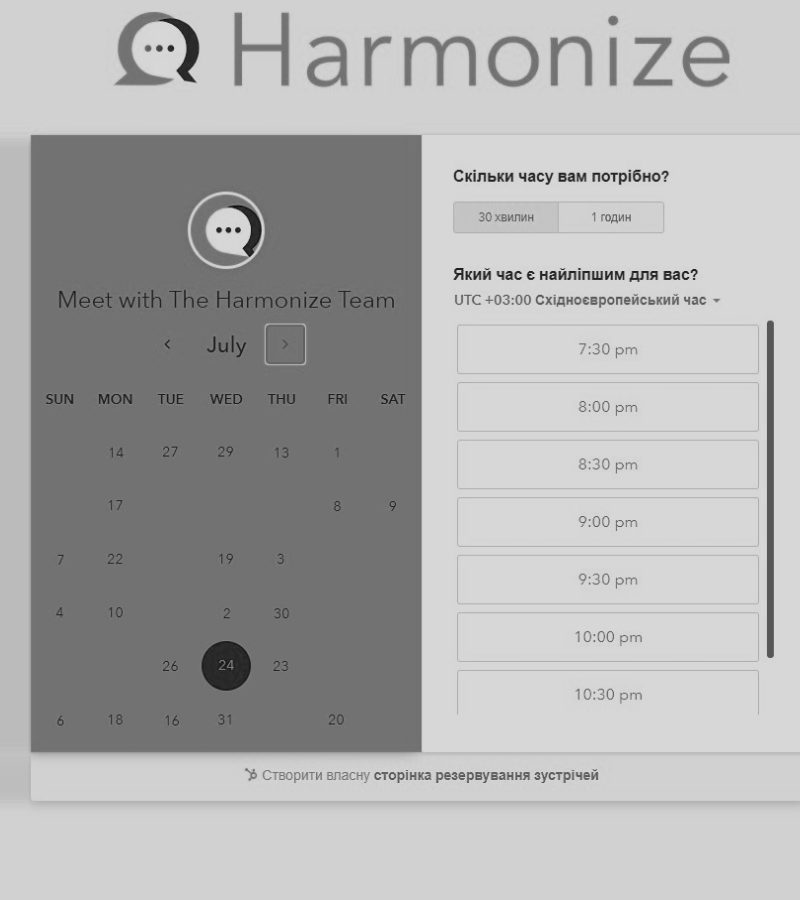 Harmonize
Meet with The Harmonize Team
July
SUN MON TUE WED THU FRI SAT
14 27 29 13 1
17 8 9
7 22 19 3
4 10 2 30
26 24 23
6 18 16 31 20
Скільки часу вам потрібно?
30 хвилин 1 годин
Який час є найліпшим для вас?
UTC +03:00 Східноєвропейський час
7:30 pm
8:00 pm
8:30 pm
9:00 pm
9:30 pm
10:00 pm
10:30 pm
Створити власну сторінка резервування зустрічей